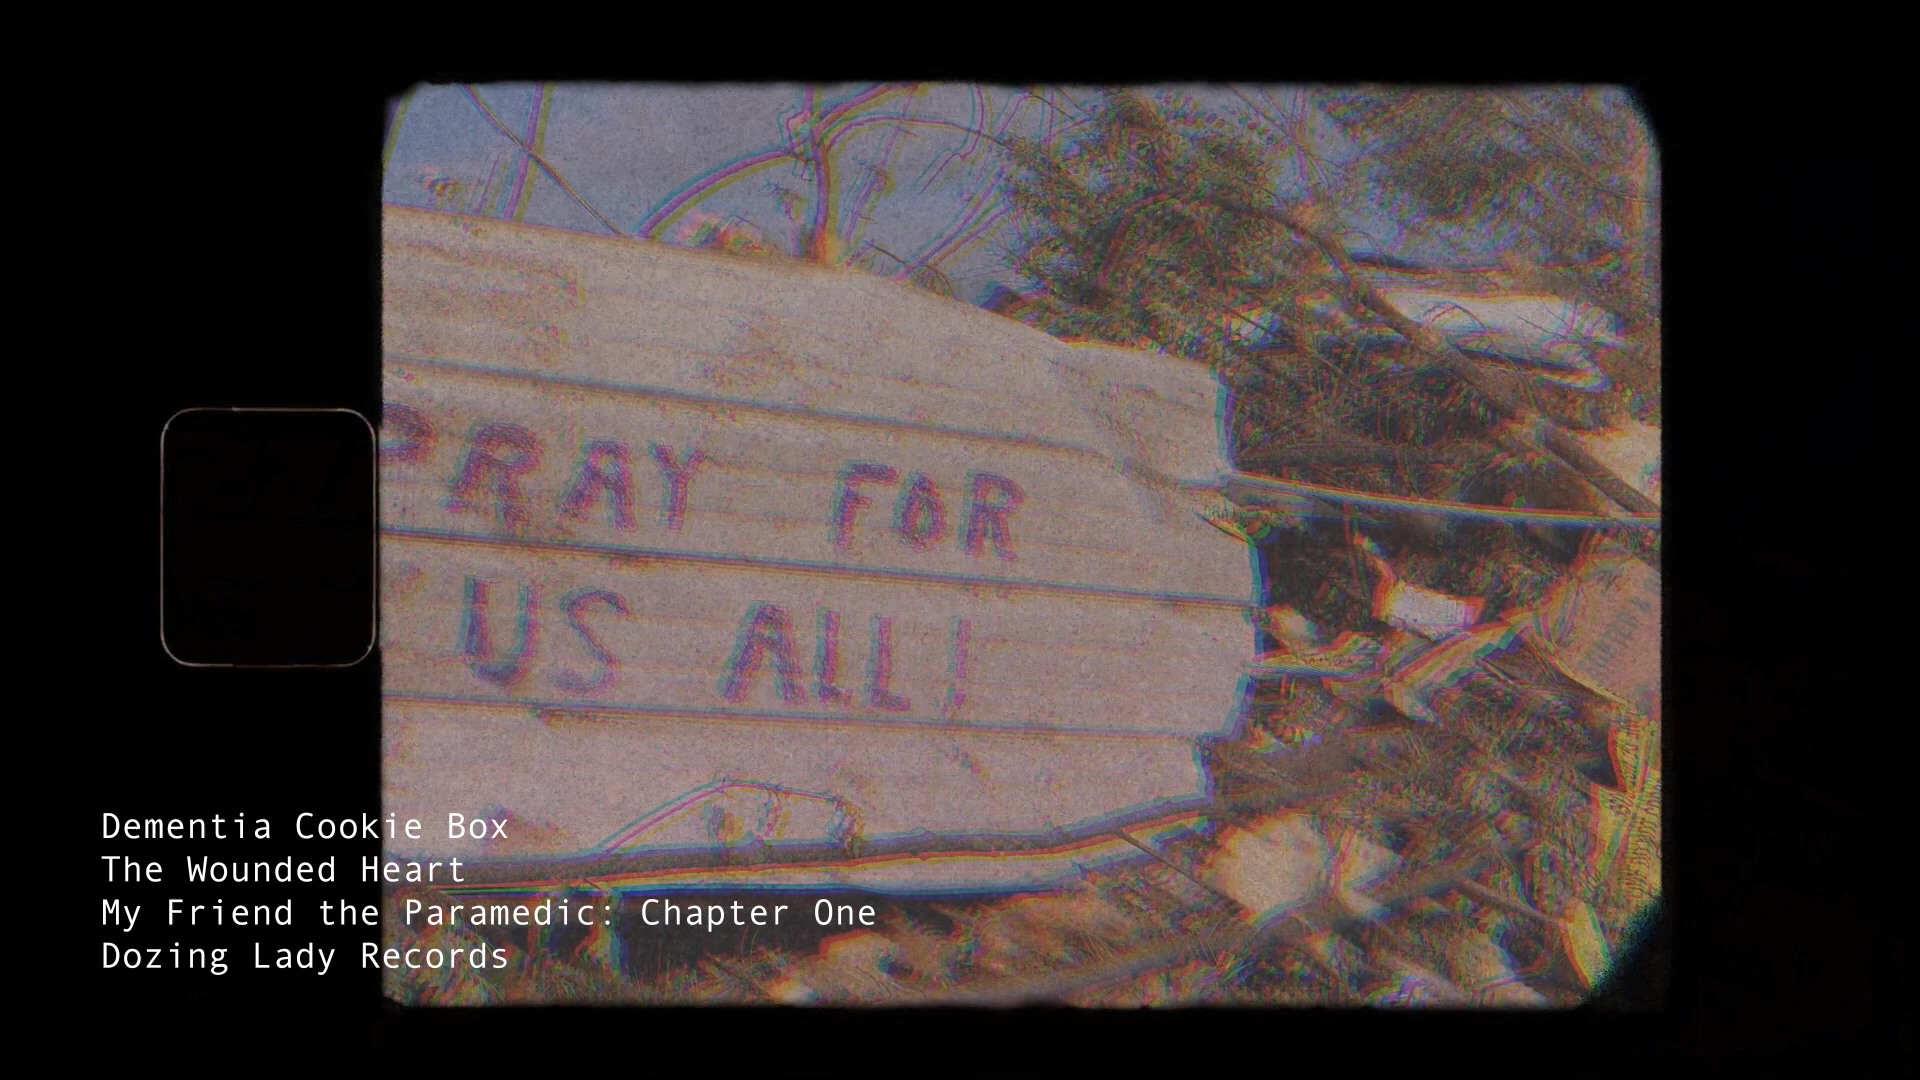 PRAY FOR
US ALL!
Dementia Cookie Box
The Wounded Heart
My Friend the Paramedic: Chapter One
Dozing Lady Records